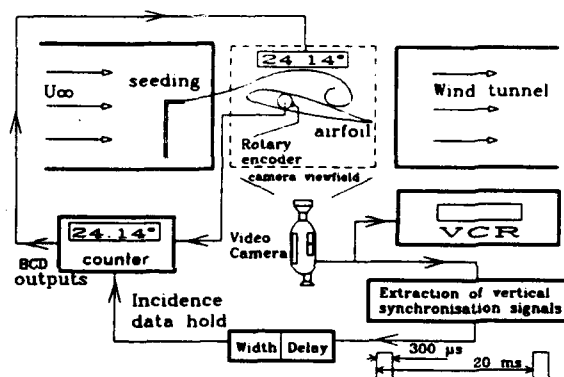 24 14°
U∞
seeding
Wind tunnel
airfoil
Rotary
encoder
camera viewfield
24.14°
counter
Video
Camera
VCR
BCD
outputs
Extraction of vertical
synchronisation signals
Incidence
data hold
Width Delay
300 µs
20 ms